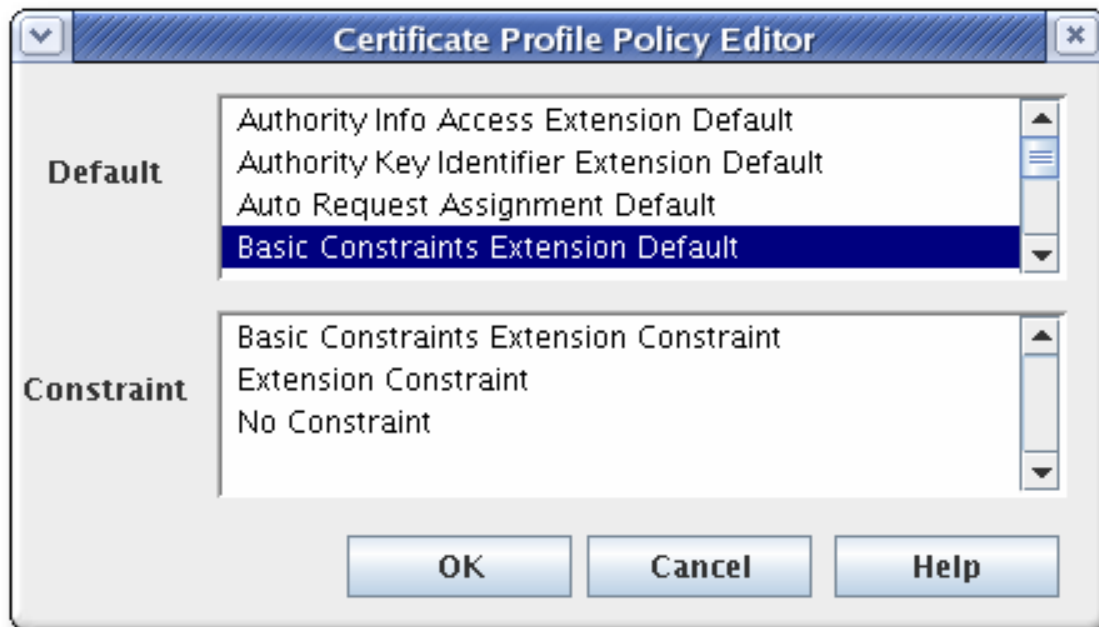 Certificate Profile Policy Editor
Default
Authority Info Access Extension Default
Authority Key Identifier Extension Default
Auto Request Assignment Default
Basic Constraints Extension Default
Constraint
Basic Constraints Extension Constraint
Extension Constraint
No Constraint
OK Cancel Help